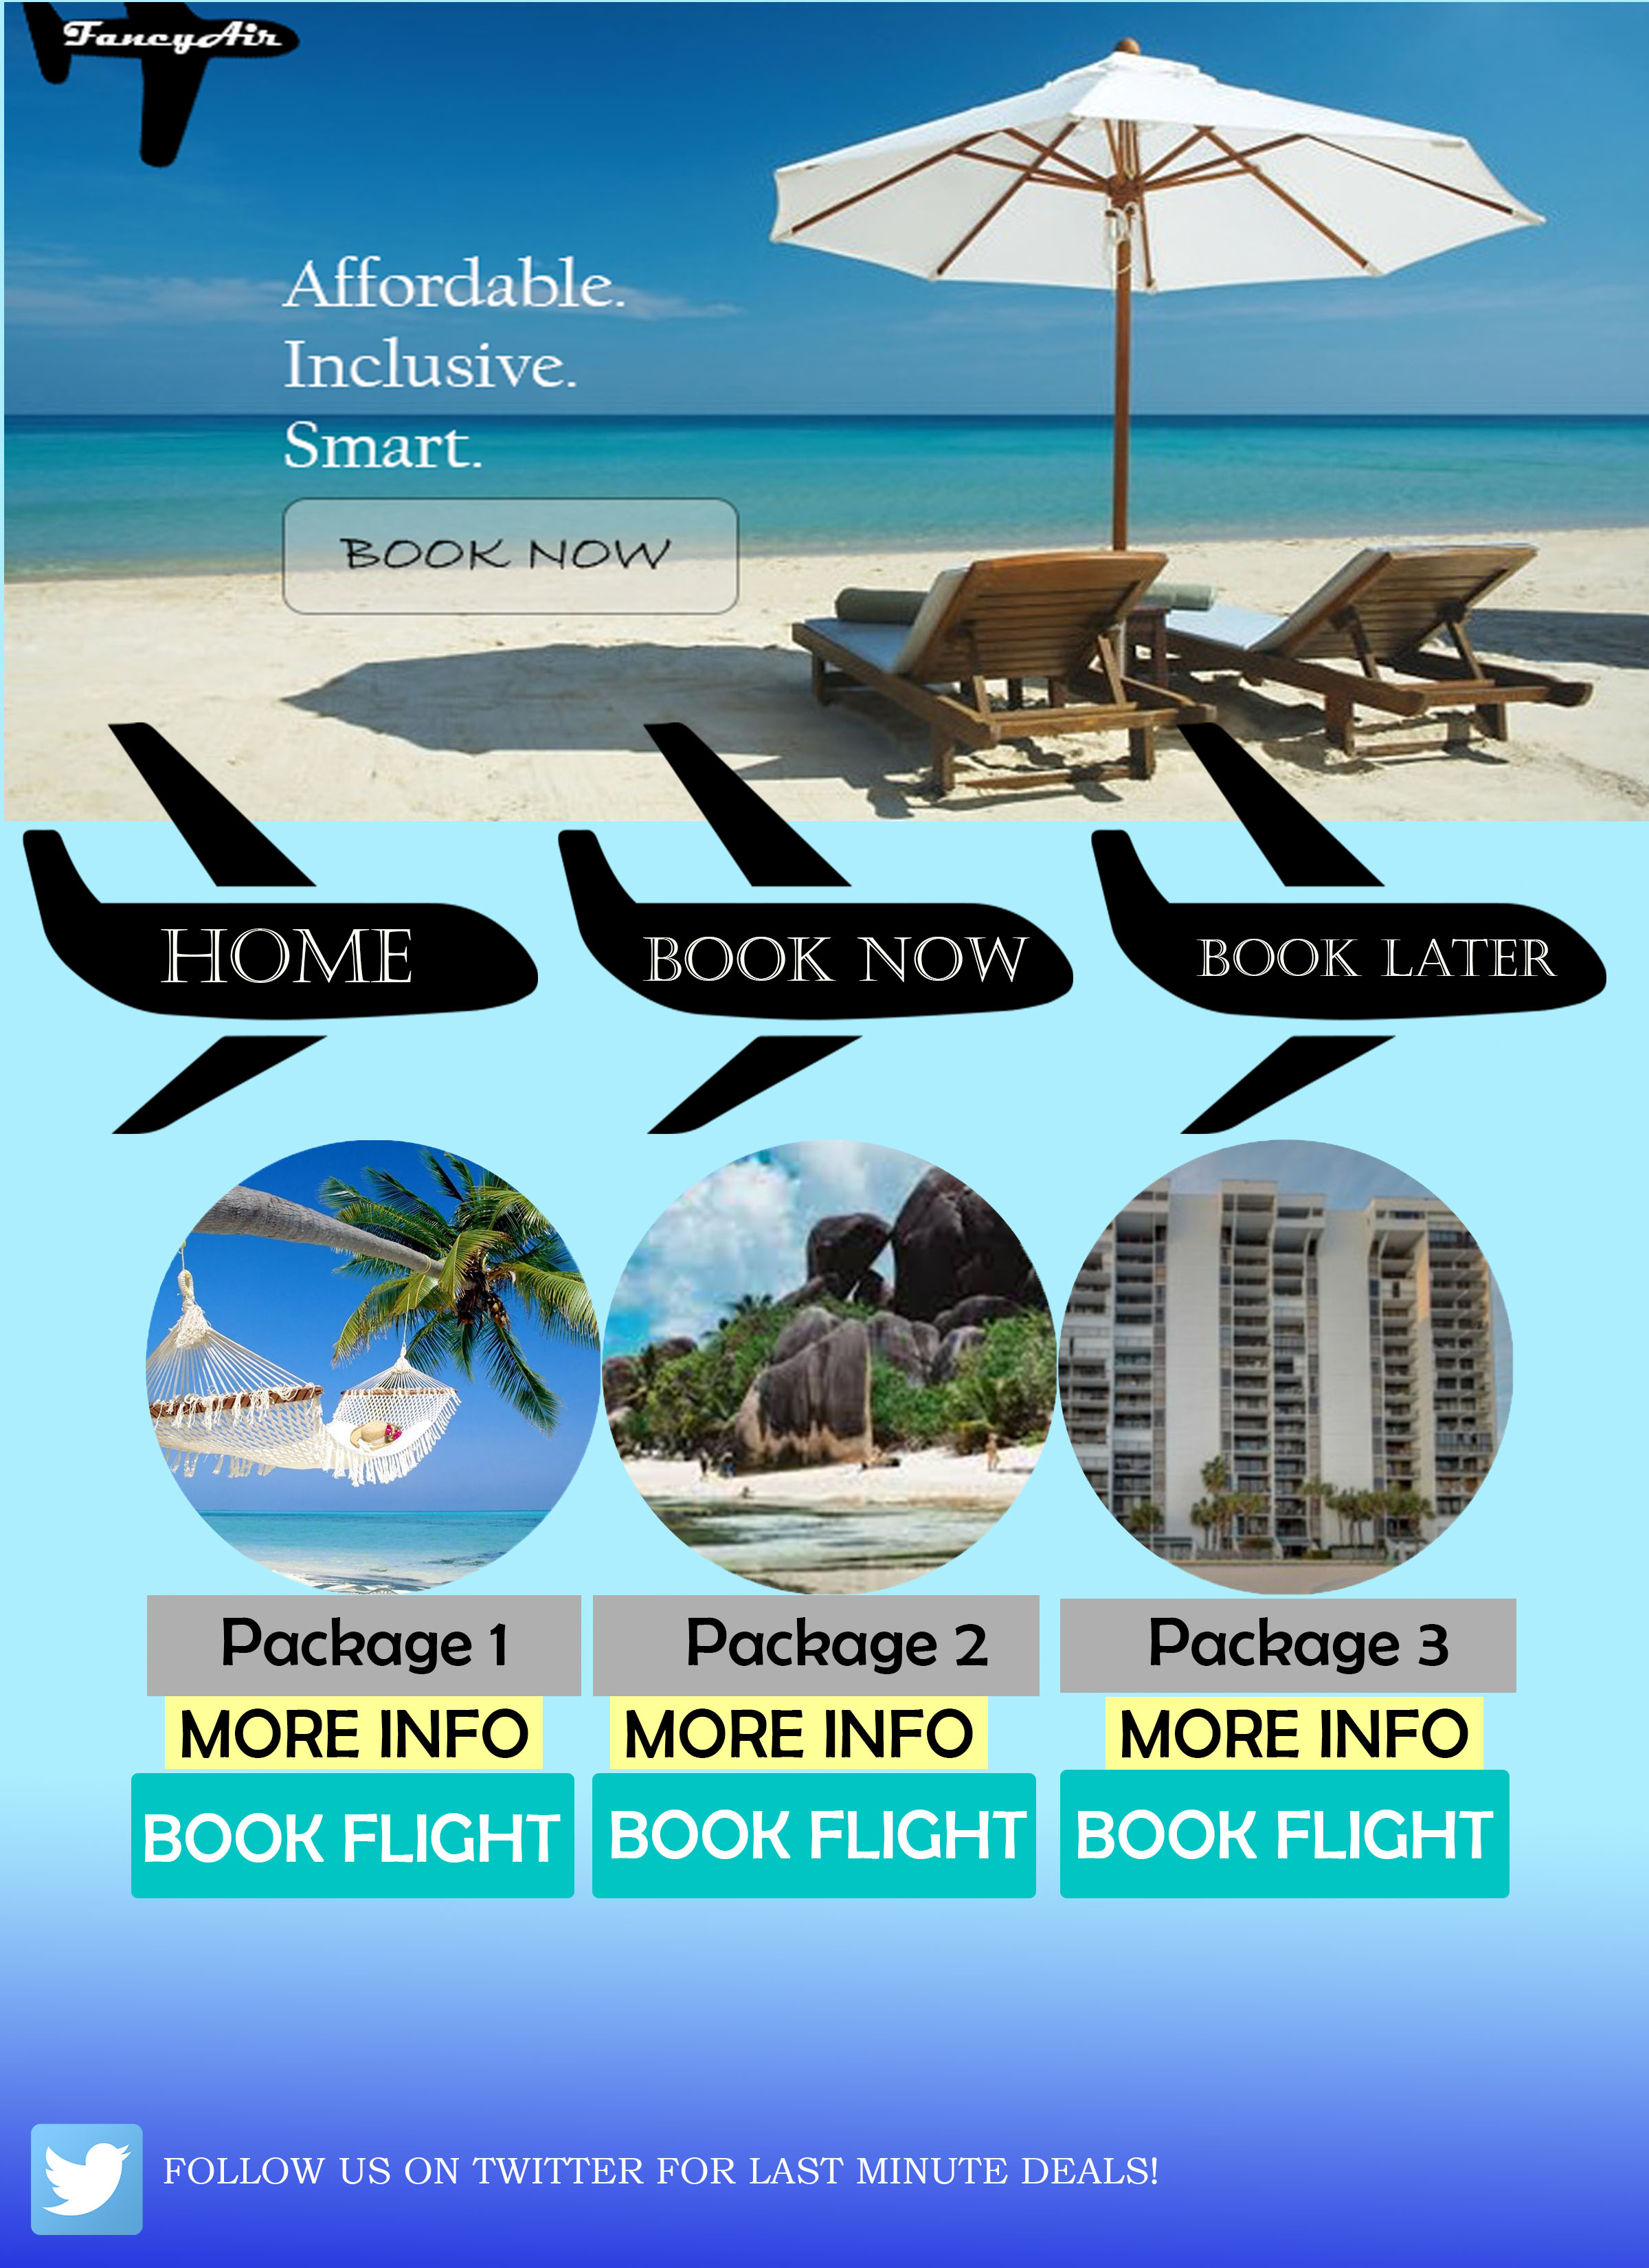 FancyAir
Affordable.
Inclusive.
Smart.
BOOK NOW
HOME
BOOK NOW
BOOK LATER
Package 1
Package 2
Package 3
MORE INFO
MORE INFO
MORE INFO
BOOK FLIGHT
BOOK FLIGHT
BOOK FLIGHT
FOLLOW US ON TWITTER FOR LAST MINUTE DEALS!